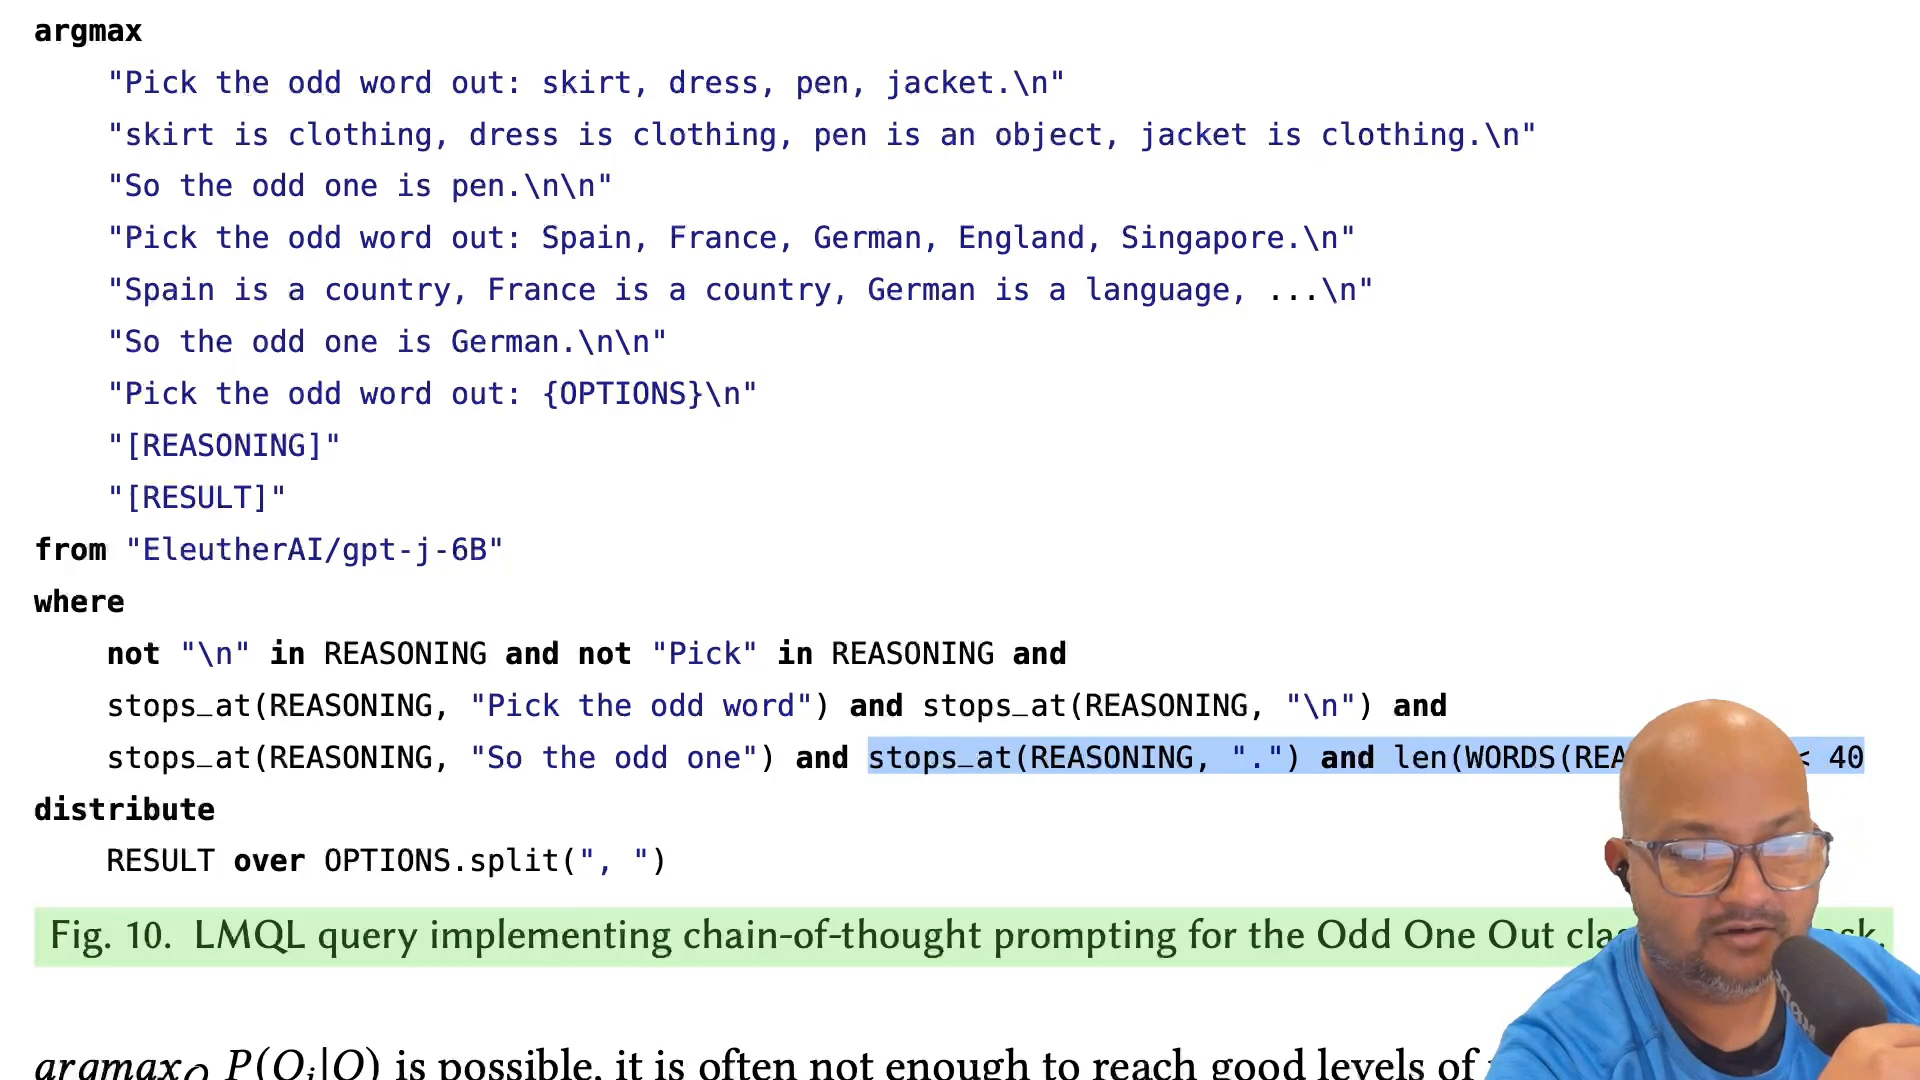 argmax
"Pick the odd word out: skirt, dress, pen, jacket.\n"
"skirt is clothing, dress is clothing, pen is an object, jacket is clothing.\n"
"So the odd one is pen.\n\n"
"Pick the odd word out: Spain, France, German, England, Singapore.\n"
"Spain is a country, France is a country, German is a language, ...\n"
"So the odd one is German.\n\n"
"Pick the odd word out: {OPTIONS}\n"
"[REASONING]"
"[RESULT]"
from "EleutherAI/gpt-j-6B"
where
not "\n" in REASONING and not "Pick" in REASONING and
stops_at(REASONING, "Pick the odd word") and stops_at(REASONING, "\n") and
stops_at(REASONING, "So the odd one") and stops_at(REASONING, ".") and len(WORDS(REA < 40
distribute
RESULT over OPTIONS.split(", ")
Fig. 10. LMQL query implementing chain-of-thought prompting for the Odd One Out
argmax P(O_i|Q) is possible, it is often not enough to reach good levels of